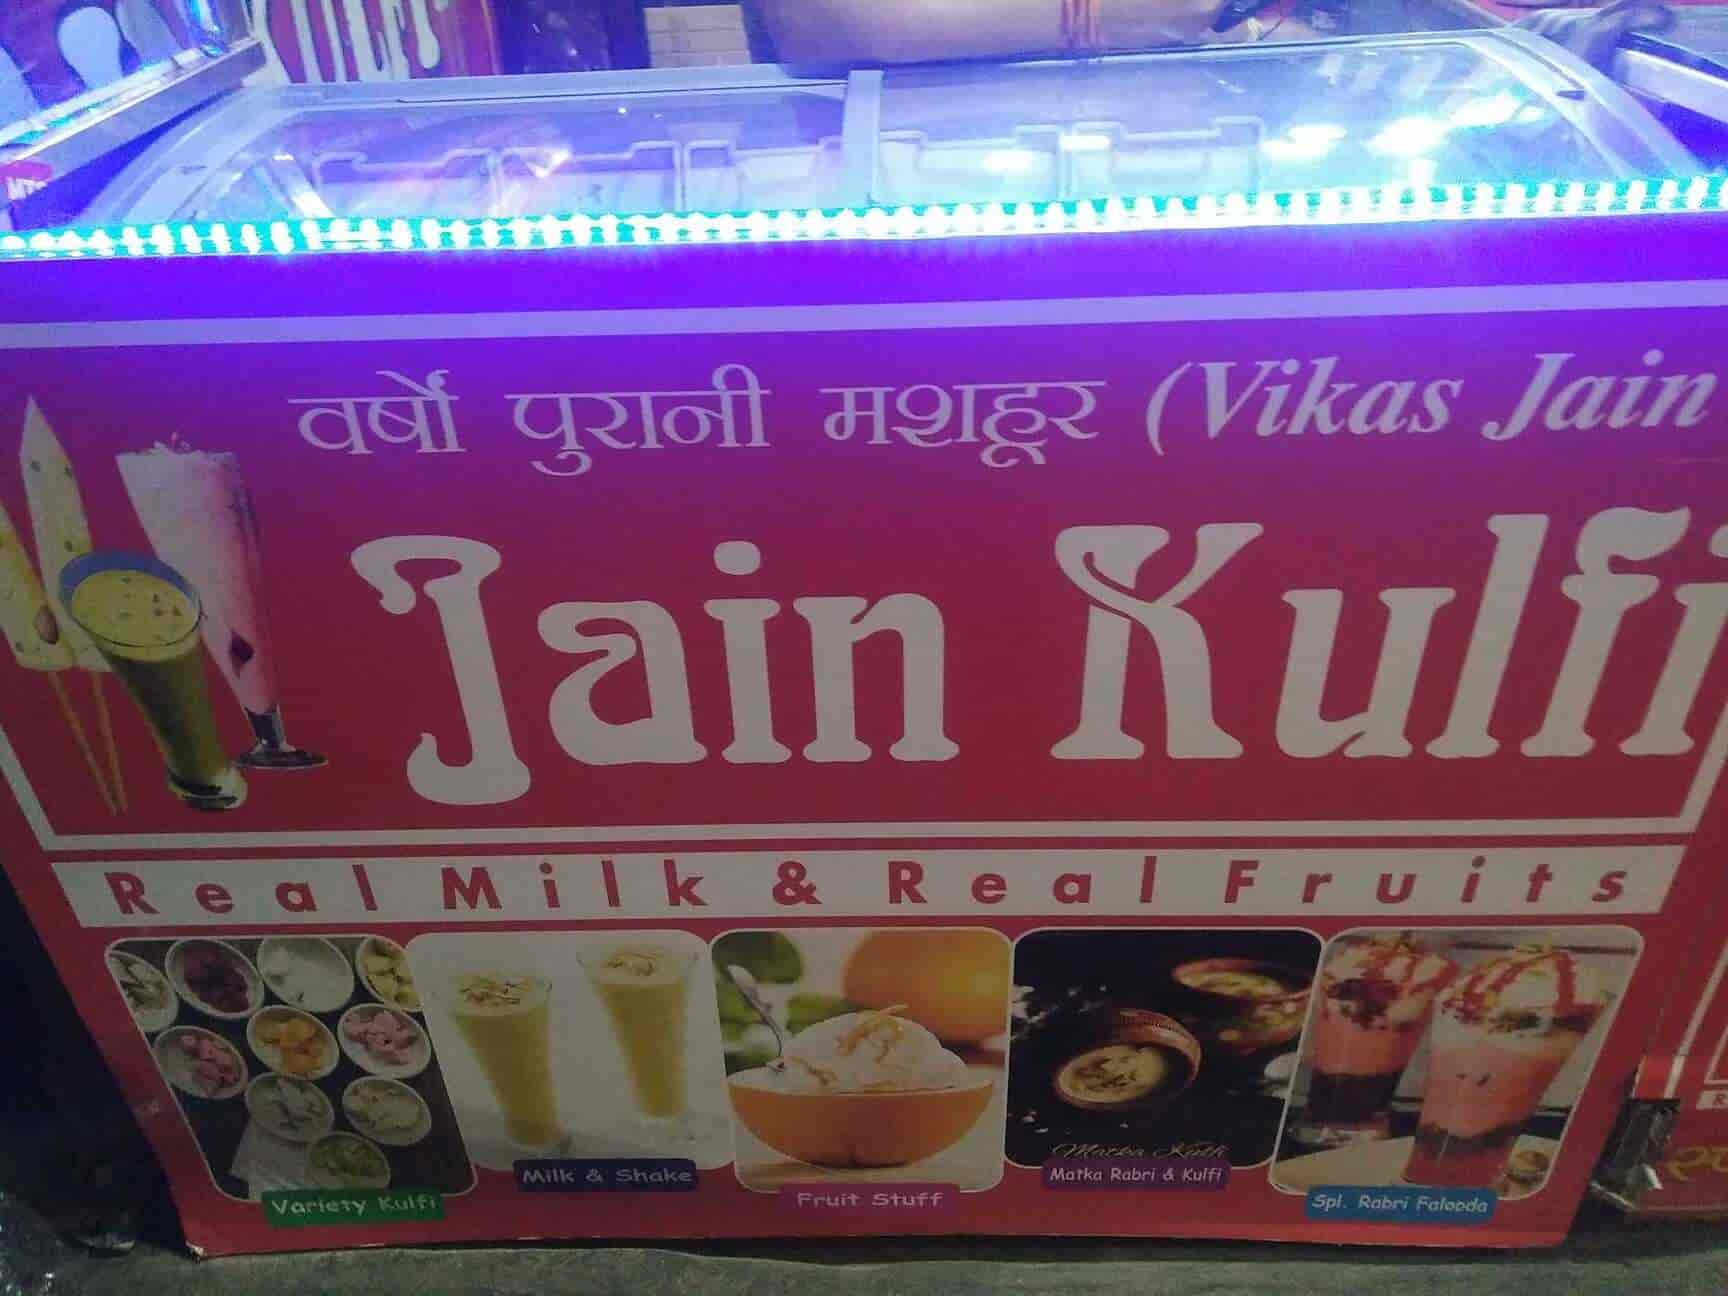 वर्षो पुरानी मशहूर (Vikas Jain
Jain Kulfi
Real Milk & Real Fruits
Matka Kulfi
Variety Kulfi
Milk & Shake
Fruit Stuff
Matka Rabri & Kulfi
Spl. Rabri Falooda